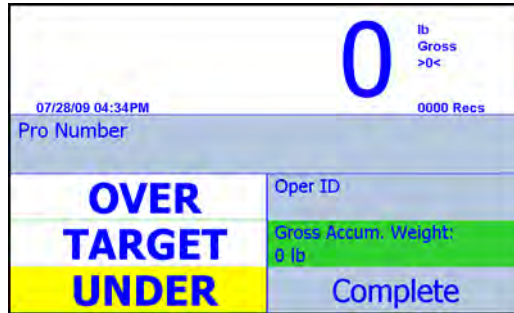 0
lb
Gross
>0<
07/28/09 04:34PM
0000 Recs
Pro Number
OVER
Oper ID
TARGET
Gross Accum. Weight:
0 lb
UNDER
Complete